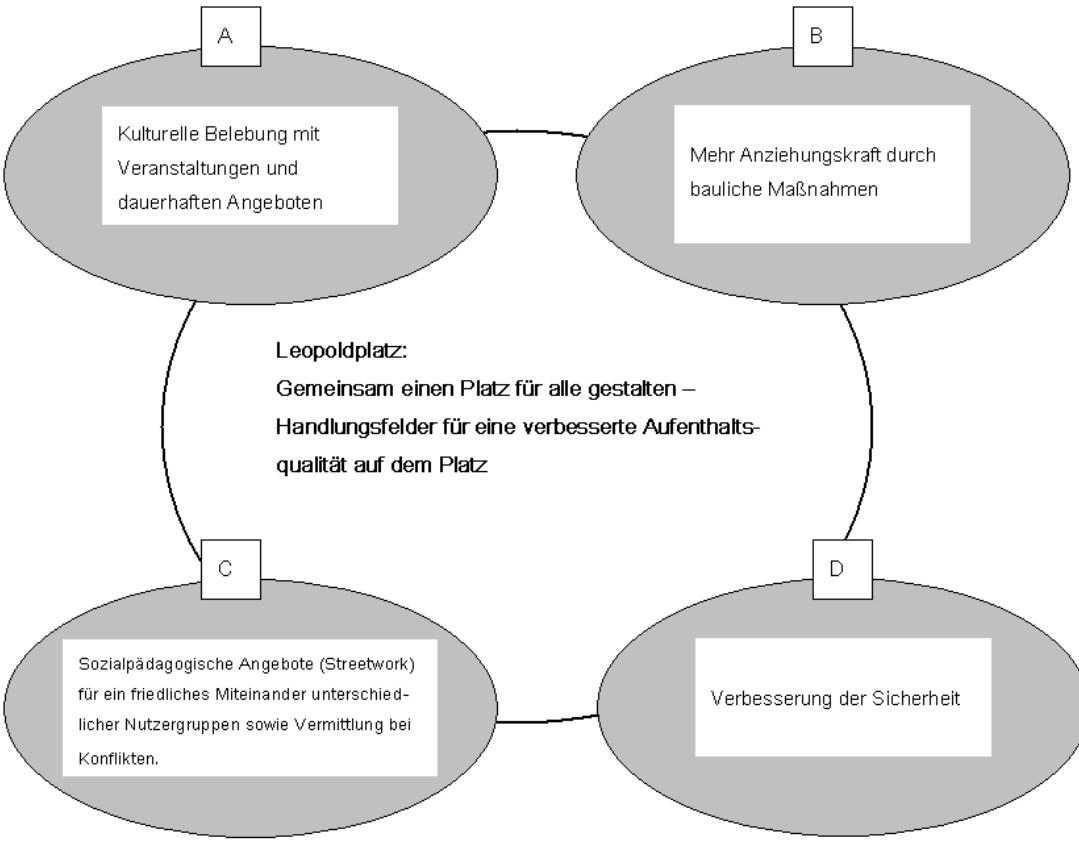 A
Kulturelle Belebung mit
Veranstaltungen und
dauerhaften Angeboten
B
Mehr Anziehungskraft durch
bauliche Maßnahmen
Leopoldplatz:
Gemeinsam einen Platz für alle gestalten –
Handlungsfelder für eine verbesserte Aufenthalts-
qualität auf dem Platz
C
Sozialpädagogische Angebote (Streetwork)
für ein friedliches Miteinander unterschied-
licher Nutzergruppen sowie Vermittlung bei
Konflikten.
D
Verbesserung der Sicherheit